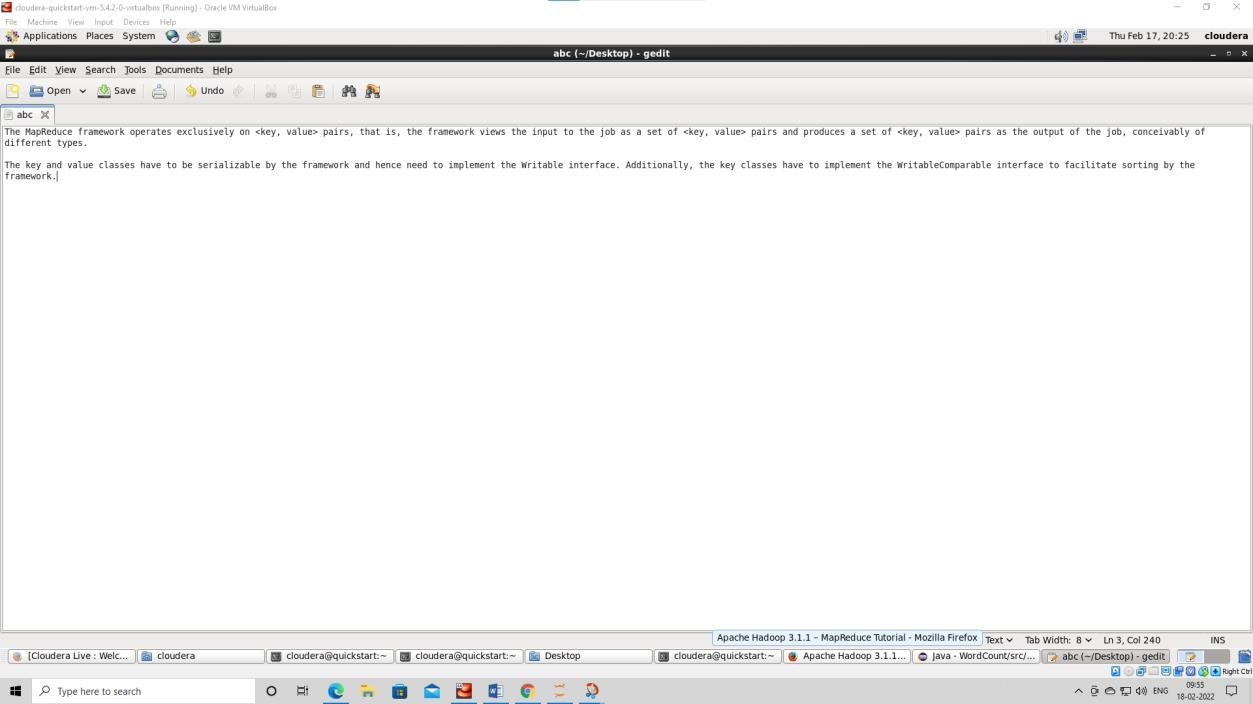 cloudera-quickstart-vm-5.4.2-0-virtualbox [Running] - Oracle VM VirtualBox
File Machine View Input Devices Help
Applications Places System Thu Feb 17, 20:25 cloudera
abc (~/Desktop) - gedit
File Edit View Search Tools Documents Help
Open Save Undo
abc
The MapReduce framework operates exclusively on <key, value> pairs, that is, the framework views the input to the job as a set of <key, value> pairs and produces a set of <key, value> pairs as the output of the job, conceivably of
different types.
The key and value classes have to be serializable by the framework and hence need to implement the Writable interface. Additionally, the key classes have to implement the WritableComparable interface to facilitate sorting by the
framework.
Apache Hadoop 3.1.1 – MapReduce Tutorial - Mozilla Firefox
Text Tab Width: 8 Ln 3, Col 240 INS
[Cloudera Live : Welc... cloudera cloudera@quickstart:~ cloudera@quickstart:~ Desktop cloudera@quickstart:~ Apache Hadoop 3.1.1... Java - WordCount/src/... abc (~/Desktop) - gedit
Right Ctrl
Type here to search ENG 09:55
18-02-2022